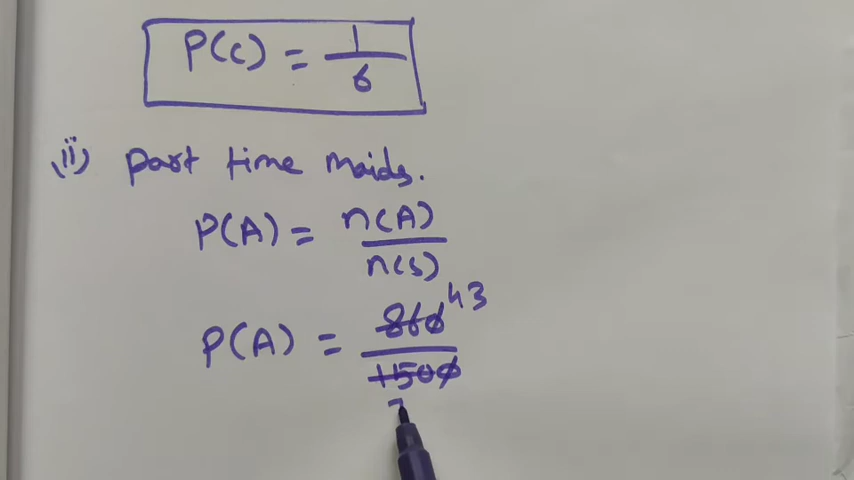 P(C) = 1/6
(ii) Part time maids.
P(A) = n(A)/n(S)
P(A) = 860/1500 43